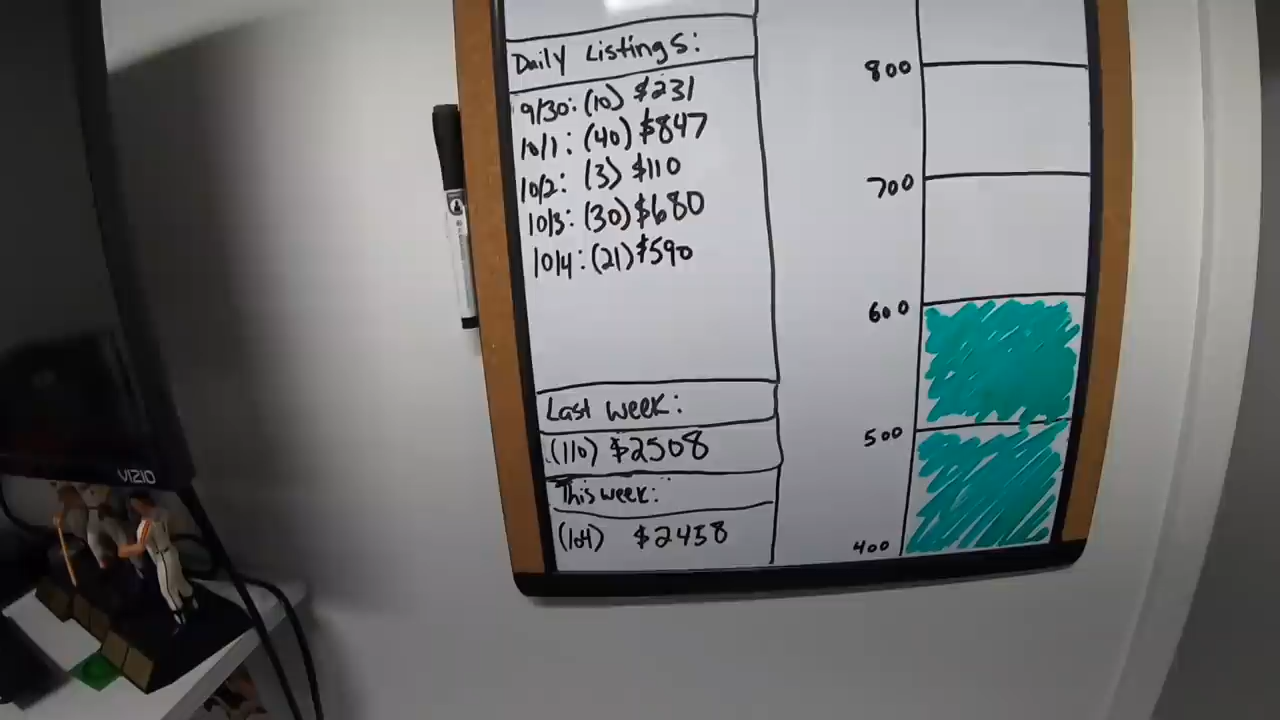 Daily Listings:
9/30: (10) $231
10/1: (40) $847
10/2: (3) $110
10/3: (30) $680
10/4: (21) $590
Last week:
(110) $2508
This week:
(104) $2458
800
700
600
500
400
VIZIO